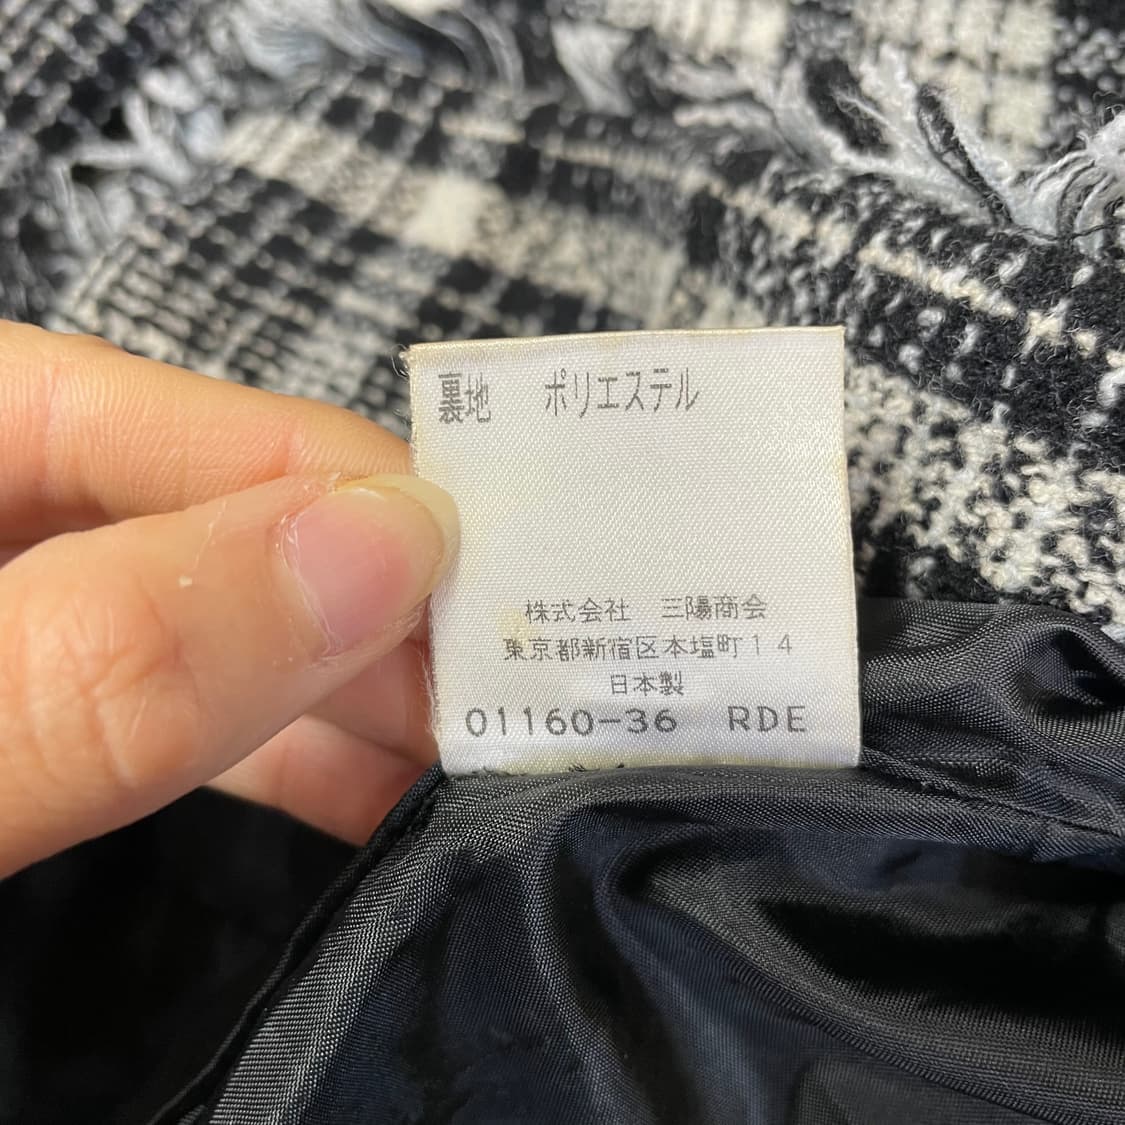 裏地　ポリエステル
株式会社　三陽商会
東京都新宿区本塩町14
日本製
01160-36　RDE